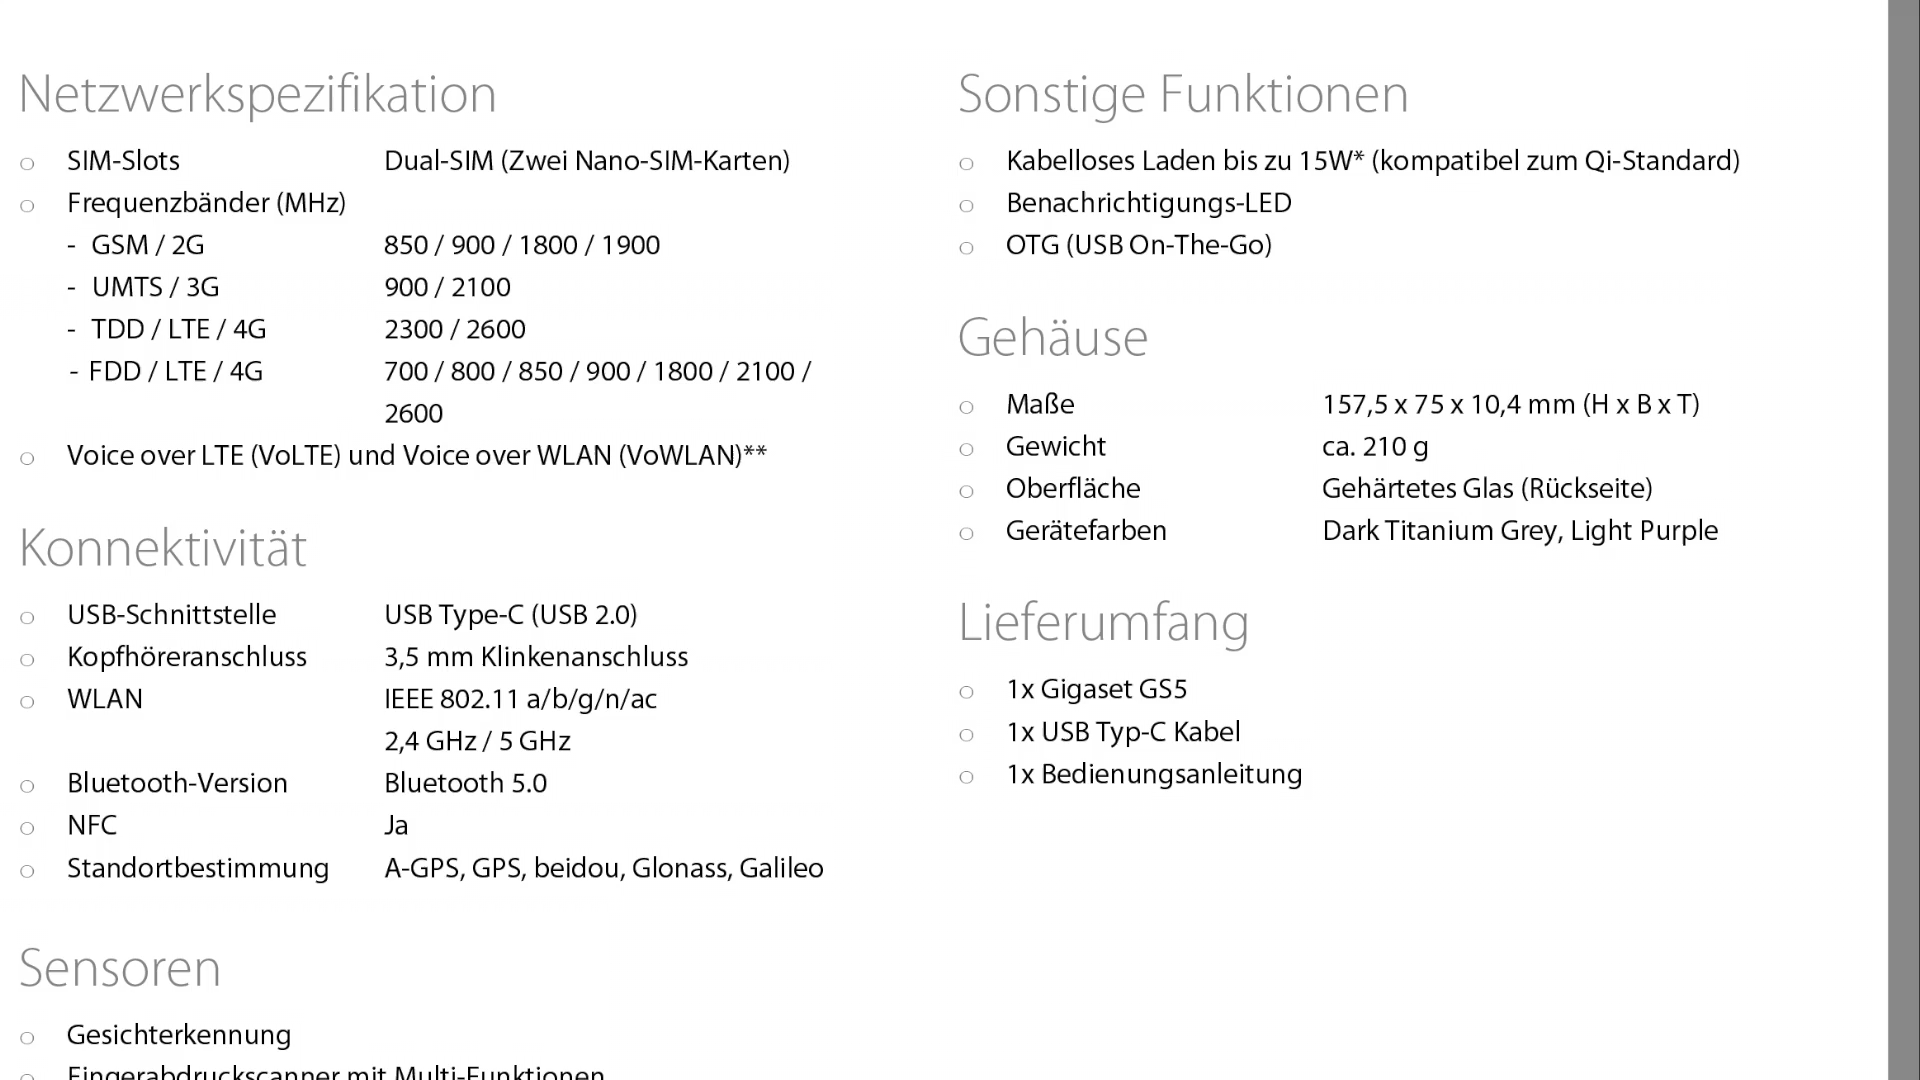 Netzwerkspezifikation
SIM-Slots Dual-SIM (Zwei Nano-SIM-Karten)
Frequenzbänder (MHz)
- GSM / 2G 850 / 900 / 1800 / 1900
- UMTS / 3G 900 / 2100
- TDD / LTE / 4G 2300 / 2600
- FDD / LTE / 4G 700 / 800 / 850 / 900 / 1800 / 2100 /
2600
Voice over LTE (VoLTE) und Voice over WLAN (VoWLAN)**
Konnektivität
USB-Schnittstelle USB Type-C (USB 2.0)
Kopfhöreranschluss 3,5 mm Klinkenanschluss
WLAN IEEE 802.11 a/b/g/n/ac
2,4 GHz / 5 GHz
Bluetooth-Version Bluetooth 5.0
NFC Ja
Standortbestimmung A-GPS, GPS, beidou, Glonass, Galileo
Sensoren
Gesichterkennung
Fingerabdruckscanner mit Multi-Funktionen
Sonstige Funktionen
Kabelloses Laden bis zu 15W* (kompatibel zum Qi-Standard)
Benachrichtigungs-LED
OTG (USB On-The-Go)
Gehäuse
Maße 157,5 x 75 x 10,4 mm (H x B x T)
Gewicht ca. 210 g
Oberfläche Gehärtetes Glas (Rückseite)
Gerätefarben Dark Titanium Grey, Light Purple
Lieferumfang
1x Gigaset GS5
1x USB Typ-C Kabel
1x Bedienungsanleitung